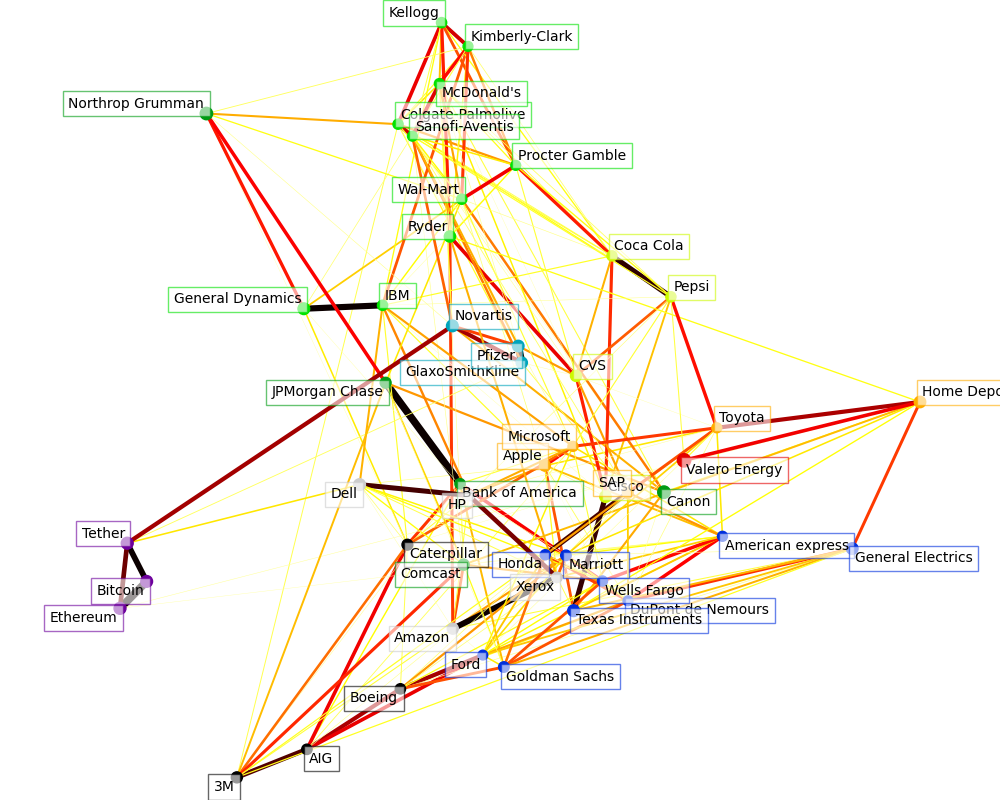 Kellogg
Kimberly-Clark
McDonald's
Northrop Grumman
Colgate-Palmolive
Sanofi-Aventis
Procter Gamble
Wal-Mart
Ryder
Coca Cola
Pepsi
General Dynamics
IBM
Novartis
Pfizer
GlaxoSmithKline
CVS
JPMorgan Chase
Home Depo
Toyota
Microsoft
Apple
Valero Energy
SAP
Cisco
Canon
Dell
Bank of America
HP
Tether
American express
General Electrics
Caterpillar
Honda
Marriott
Comcast
Xerox
Wells Fargo
Bitcoin
DuPont de Nemours
Ethereum
Texas Instruments
Amazon
Ford
Goldman Sachs
Boeing
AIG
3M